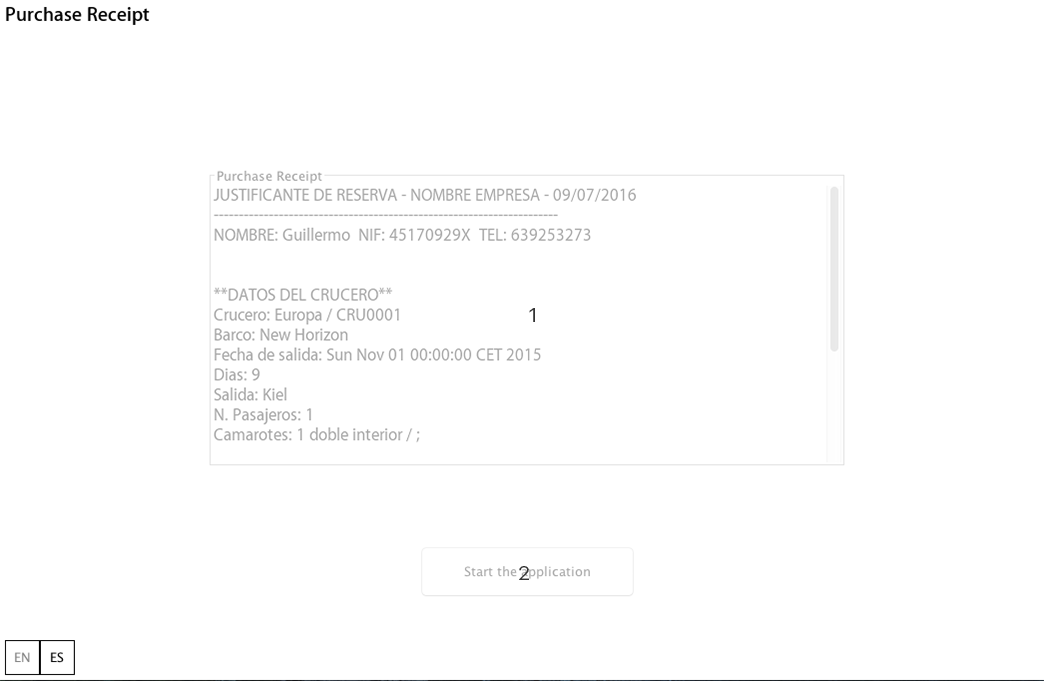 Purchase Receipt
Purchase Receipt
JUSTIFICANTE DE RESERVA - NOMBRE EMPRESA - 09/07/2016
---------------------------------------------------------------------
NOMBRE: Guillermo  NIF: 45170929X  TEL: 639253273
**DATOS DEL CRUCERO**
Crucero: Europa / CRU0001
1
Barco: New Horizon
Fecha de salida: Sun Nov 01 00:00:00 CET 2015
Dias: 9
Salida: Kiel
N. Pasajeros: 1
Camarotes: 1 doble interior / ;
Start the application
2
EN ES